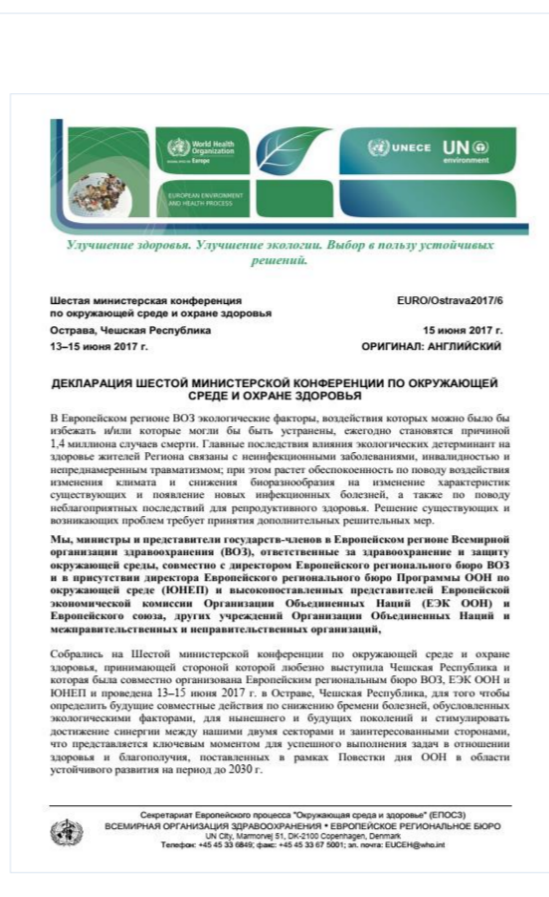 World Health
Organization
Europe
UNECE
UN
environment
EUROPEAN ENVIRONMENT
AND HEALTH PROCESS
Улучшение здоровья. Улучшение экологии. Выбор в пользу устойчивых
решений.
Шестая министерская конференция
по окружающей среде и охране здоровья
EURO/Ostrava2017/6
Острава, Чешская Республика
15 июня 2017 г.
13–15 июня 2017 г.
ОРИГИНАЛ: АНГЛИЙСКИЙ
ДЕКЛАРАЦИЯ ШЕСТОЙ МИНИСТЕРСКОЙ КОНФЕРЕНЦИИ ПО ОКРУЖАЮЩЕЙ
СРЕДЕ И ОХРАНЕ ЗДОРОВЬЯ
В Европейском регионе ВОЗ экологические факторы, воздействия которых можно было бы
избежать и/или которые могли бы быть устранены, ежегодно становятся причиной
1,4 миллиона случаев смерти. Главные последствия влияния экологических детерминант на
здоровье жителей Региона связаны с неинфекционными заболеваниями, инвалидностью и
непреднамеренным травматизмом; при этом растет обеспокоенность по поводу воздействия
изменения климата и снижения биоразнообразия на изменение характеристик
существующих и появление новых инфекционных болезней, а также по поводу
неблагоприятных последствий для репродуктивного здоровья. Решение существующих и
возникающих проблем требует принятия дополнительных решительных мер.
Мы, министры и представители государств-членов в Европейском регионе Всемирной
организации здравоохранения (ВОЗ), ответственные за здравоохранение и защиту
окружающей среды, совместно с директором Европейского регионального бюро ВОЗ
и в присутствии директора Европейского регионального бюро Программы ООН по
окружающей среде (ЮНЕП) и высокопоставленных представителей Европейской
экономической комиссии Организации Объединенных Наций (ЕЭК ООН) и
Европейского союза, других учреждений Организации Объединенных Наций и
межправительственных и неправительственных организаций,
Собрались на Шестой министерской конференции по окружающей среде и охране
здоровья, принимающей стороной которой любезно выступила Чешская Республика и
которая была совместно организована Европейским региональным бюро ВОЗ, ЕЭК ООН и
ЮНЕП и проведена 13–15 июня 2017 г. в Остраве, Чешская Республика, для того чтобы
определить будущие совместные действия по снижению бремени болезней, обусловленных
экологическими факторами, для нынешнего и будущих поколений и стимулировать
достижение синергии между нашими двумя секторами и заинтересованными сторонами,
что представляется ключевым моментом для успешного выполнения задач в отношении
здоровья и благополучия, поставленных в рамках Повестки дня ООН в области
устойчивого развития на период до 2030 г.
Секретариат Европейского процесса "Окружающая среда и здоровье" (ЕПОСЗ)
ВСЕМИРНАЯ ОРГАНИЗАЦИЯ ЗДРАВООХРАНЕНИЯ • ЕВРОПЕЙСКОЕ РЕГИОНАЛЬНОЕ БЮРО
UN City, Marmorvej 51, DK-2100 Copenhagen, Denmark
Телефон: +45 45 33 6849; факс: +45 45 33 67 5001; эл. почта: EUCEH@who.int